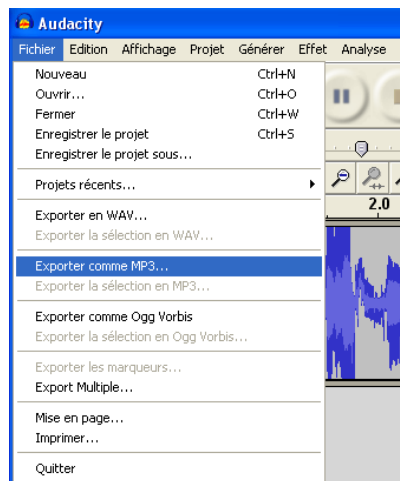 Audacity
Fichier Edition Affichage Projet Générer Effet Analyse
Nouveau Ctrl+N
Ouvrir... Ctrl+O
Fermer Ctrl+W
Enregistrer le projet Ctrl+S
Enregistrer le projet sous...
Projets récents...
2.0
Exporter en WAV...
Exporter la sélection en WAV...
Exporter comme MP3...
Exporter la sélection en MP3...
Exporter comme Ogg Vorbis
Exporter la sélection en Ogg Vorbis...
Exporter les marqueurs...
Export Multiple...
Mise en page...
Imprimer...
Quitter